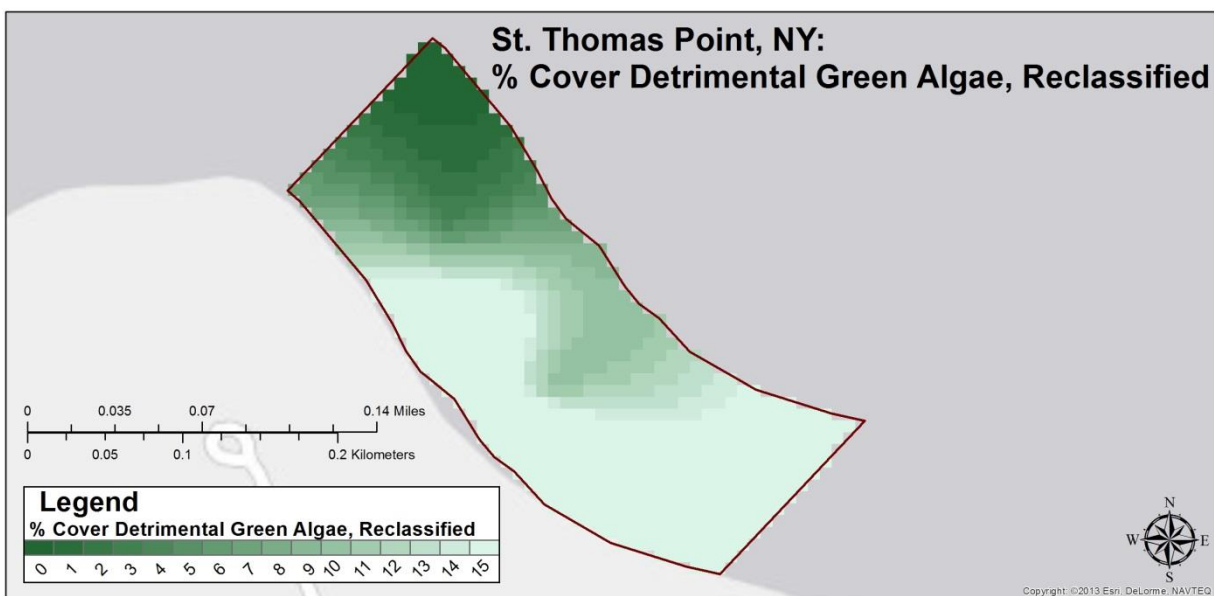 St. Thomas Point, NY:
% Cover Detrimental Green Algae, Reclassified
0 0.035 0.07 0.14 Miles
0 0.05 0.1 0.2 Kilometers
Legend
% Cover Detrimental Green Algae, Reclassified
0 1 2 3 4 5 6 7 8 9 10 11 12 13 14 15
N
W E
S
Copyright: ©2013 Esri, DeLorme, NAVTEQ